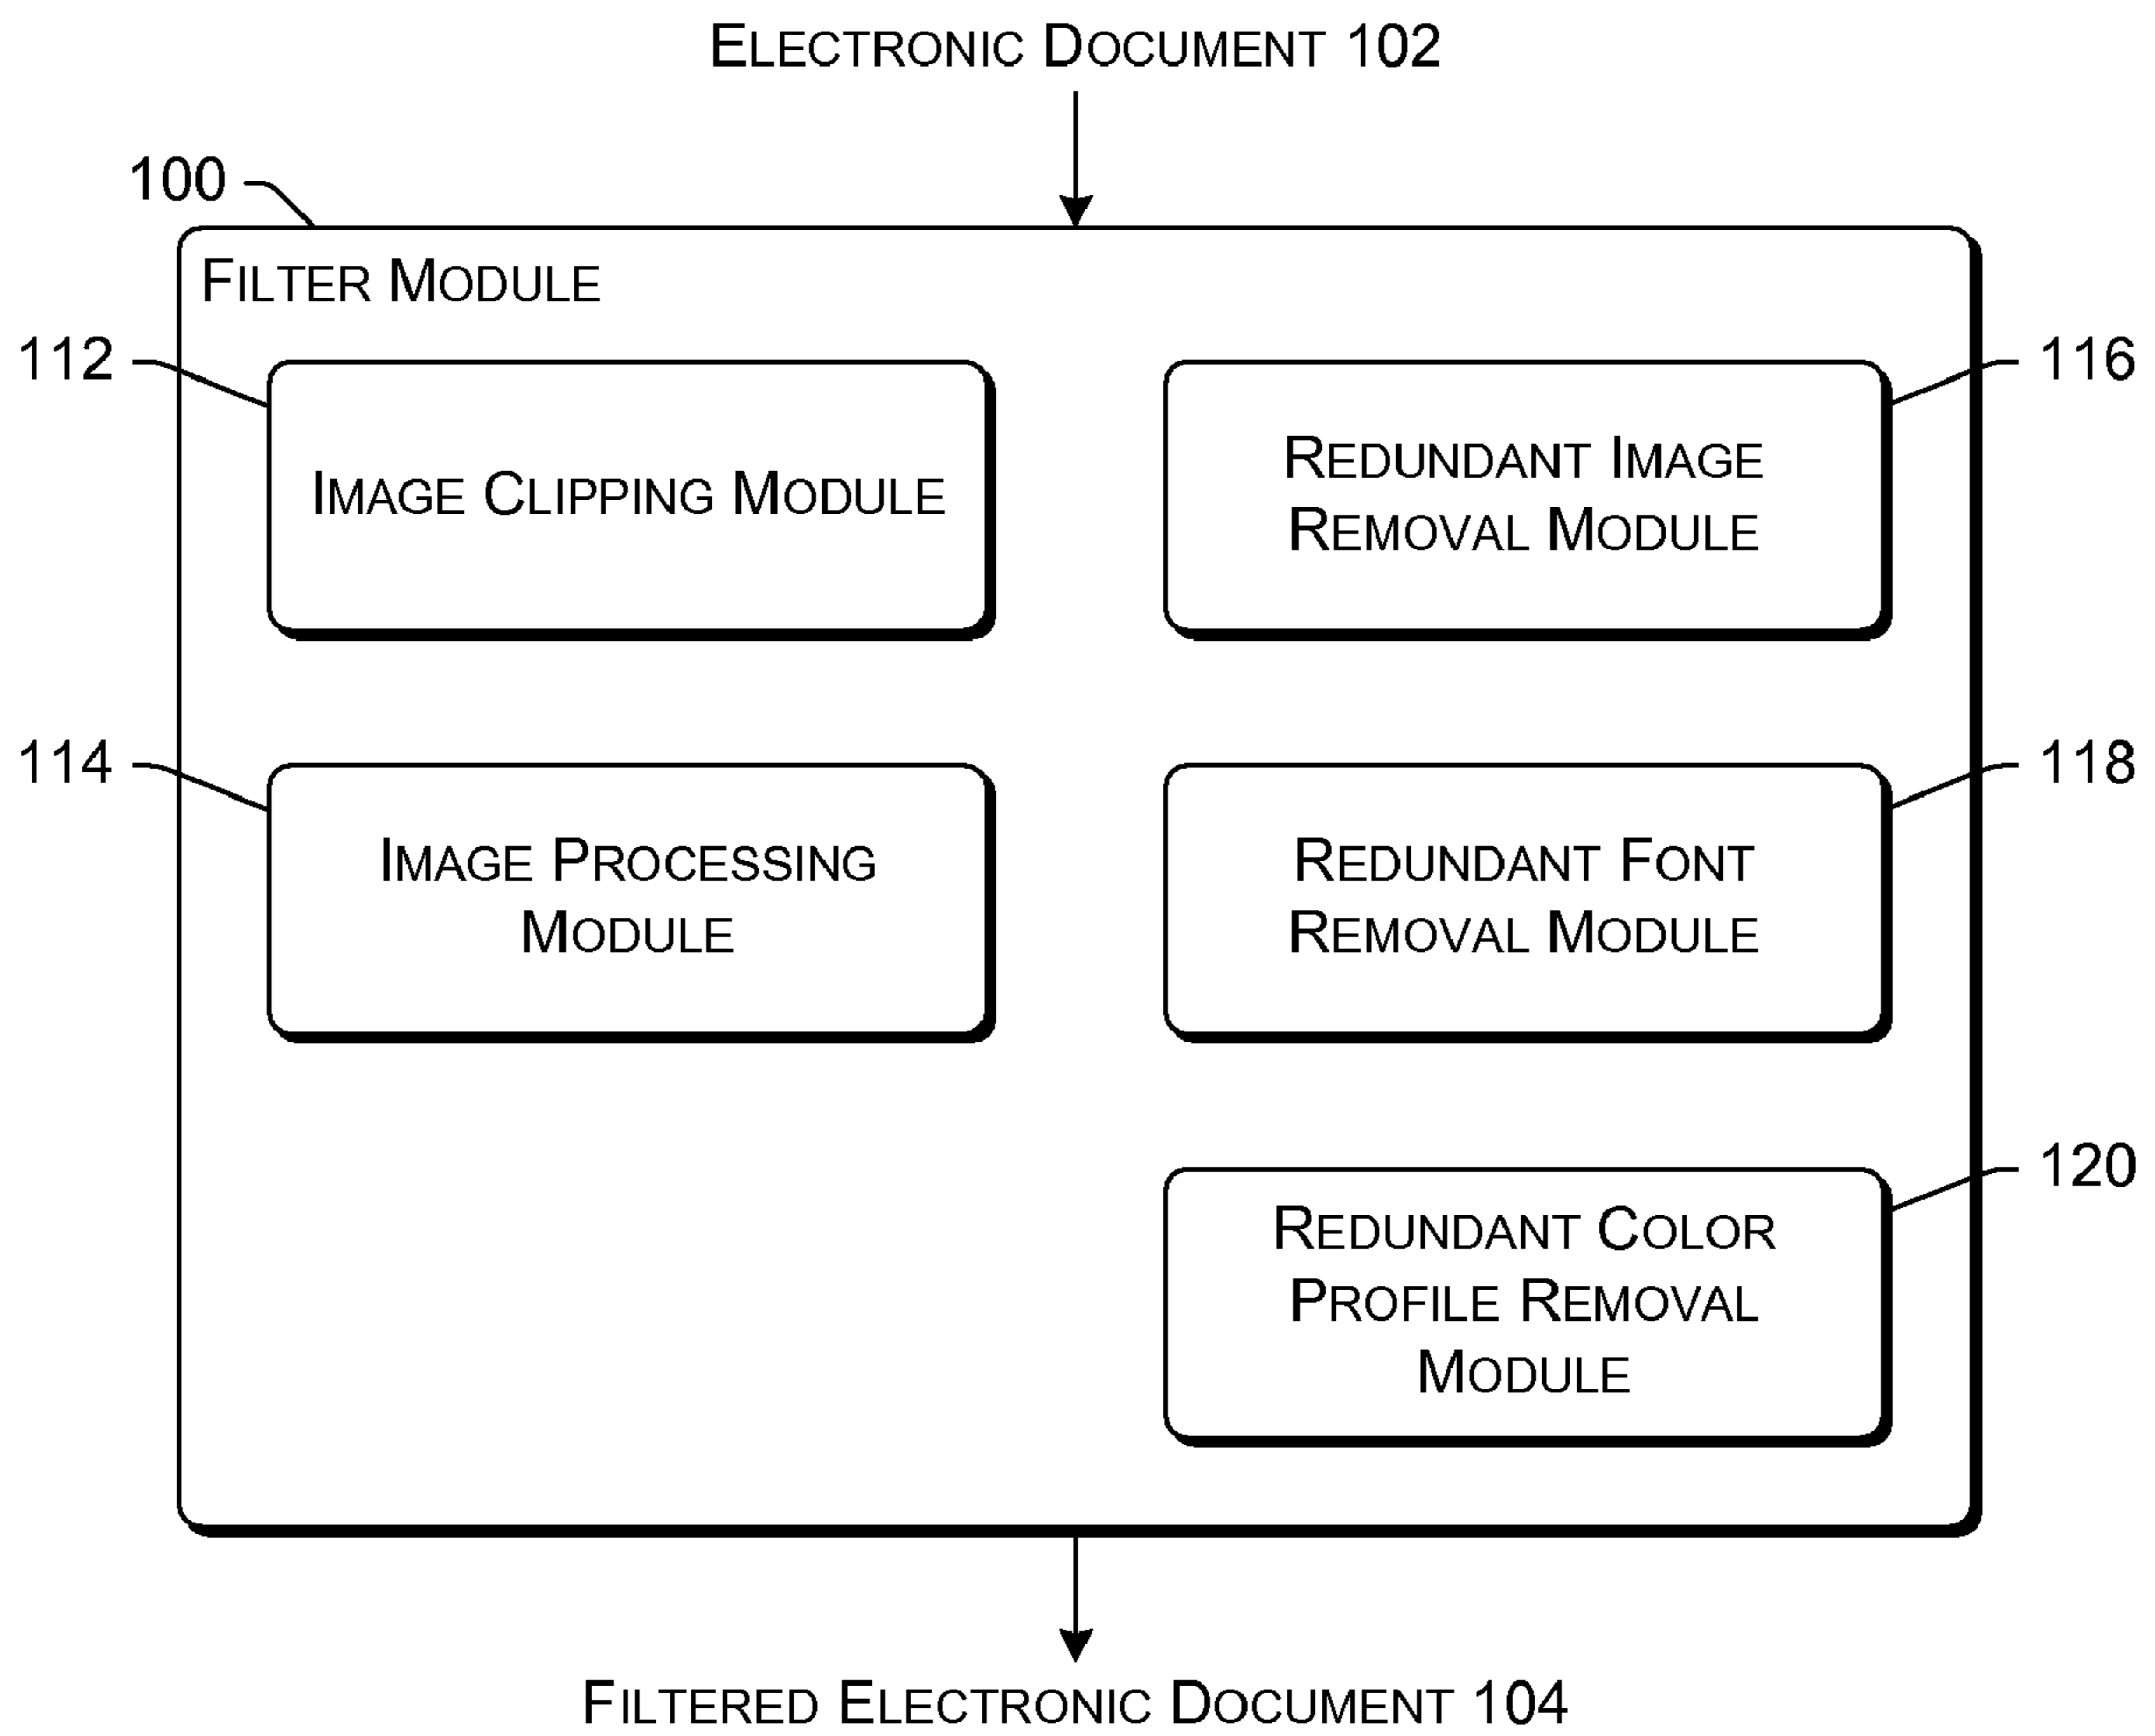 ELECTRONIC DOCUMENT 102
100
FILTER MODULE
112
IMAGE CLIPPING MODULE
116
REDUNDANT IMAGE
REMOVAL MODULE
114
IMAGE PROCESSING
MODULE
118
REDUNDANT FONT
REMOVAL MODULE
120
REDUNDANT COLOR
PROFILE REMOVAL
MODULE
FILTERED ELECTRONIC DOCUMENT 104